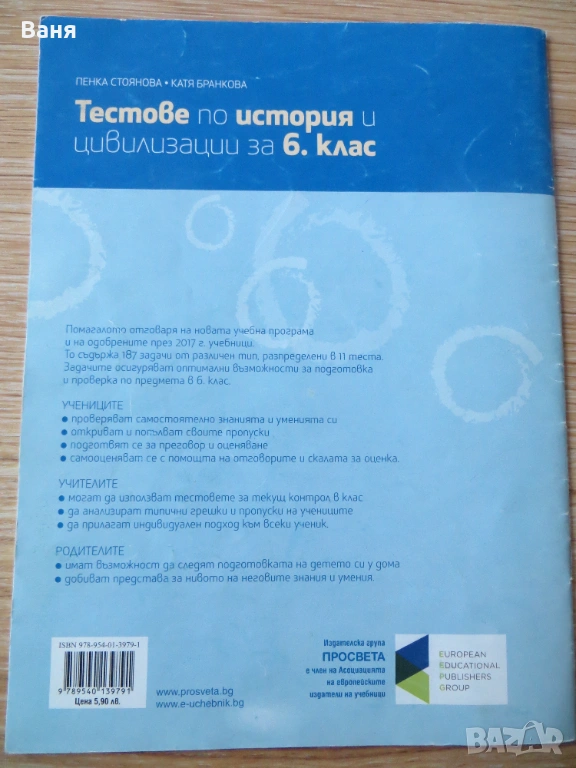 Ваня
ПЕНКА СТОЯНОВА • КАТЯ БРАНКОВА
Тестове по история и
цивилизации за 6. клас
Помагалото отговаря на новата учебна програма
и на одобрените през 2017 г. учебници.
То съдържа 187 задачи от различен тип, разпределени в 11 теста.
Задачите осигуряват оптимални възможности за подготовка
и проверка по предмета в 6. клас.
УЧЕНИЦИТЕ
• проверяват самостоятелно знанията и уменията си
• откриват и попълват своите пропуски
• подготвят се за преговор и оценяване
• самооценяват се с помощта на отговорите и скалата за оценка.
УЧИТЕЛИТЕ
• могат да използват тестовете за текущ контрол в клас
• да анализират типични грешки и пропуски на учениците
• да прилагат индивидуален подход към всеки ученик.
РОДИТЕЛИТЕ
• имат възможност да следят подготовката на детето си у дома
• добиват представа за нивото на неговите знания и умения.
ISBN 978-954-01-3979-1
9 789540 139791
Цена 5,90 лв.
www.prosveta.bg
www.e-uchebnik.bg
Издателска група
ПРОСВЕТА
е член на Асоциацията
на европейските
издатели на учебници
E P G
EUROPEAN
EDUCATIONAL
PUBLISHERS
GROUP
BAZAR